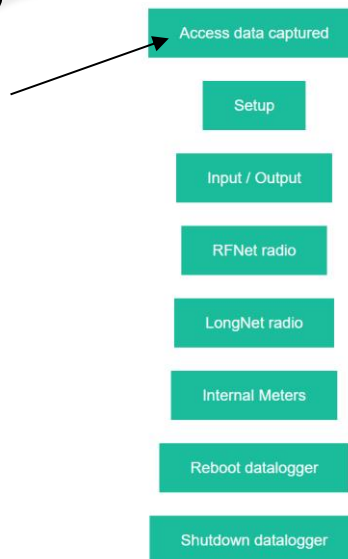 Access data captured
Setup
Input / Output
RFNet radio
LongNet radio
Internal Meters
Reboot datalogger
Shutdown datalogger